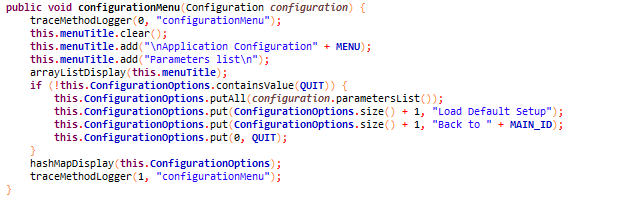 public void configurationMenu(Configuration configuration) {
    traceMethodLogger(0, "configurationMenu");
    this.menuTitle.clear();
    this.menuTitle.add("\nApplication Configuration" + MENU);
    this.menuTitle.add("Parameters list\n");
    arrayListDisplay(this.menuTitle);
    if (!this.ConfigurationOptions.containsValue(QUIT)) {
        this.ConfigurationOptions.putAll(configuration.parametersList());
        this.ConfigurationOptions.put(ConfigurationOptions.size() + 1, "Load Default Setup");
        this.ConfigurationOptions.put(ConfigurationOptions.size() + 1, "Back to " + MAIN_ID);
        this.ConfigurationOptions.put(0, QUIT);
    }
    hashMapDisplay(this.ConfigurationOptions);
    traceMethodLogger(1, "configurationMenu");
}